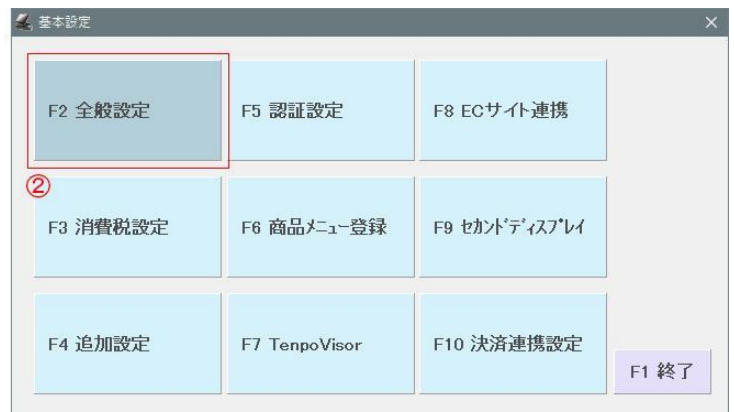 基本設定
F2 全般設定
F5 認証設定
F8 ECサイト連携
②
F3 消費税設定
F6 商品メニュー登録
F9 セカンドディスプレイ
F4 追加設定
F7 TenpoVisor
F10 決済連携設定
F1 終了